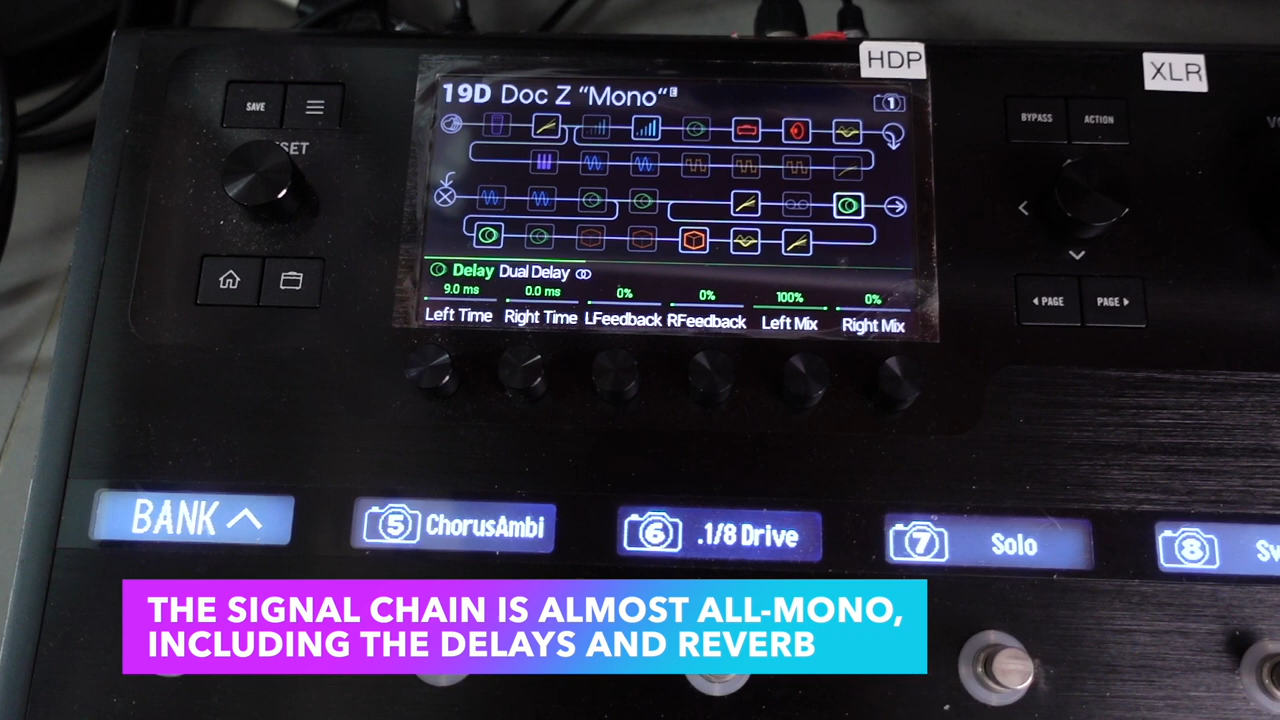 HDP
XLR
19D Doc Z “Mono“
1
SAVE
BYPASS
ACTION
Delay Dual Delay
9.0 ms
0.0 ms
0%
0%
100%
0%
Left Time
Right Time
LFeedback
RFeedback
Left Mix
Right Mix
PAGE
PAGE
BANK
5 ChorusAmbi
6 .1/8 Drive
7 Solo
8
THE SIGNAL CHAIN IS ALMOST ALL-MONO,
INCLUDING THE DELAYS AND REVERB